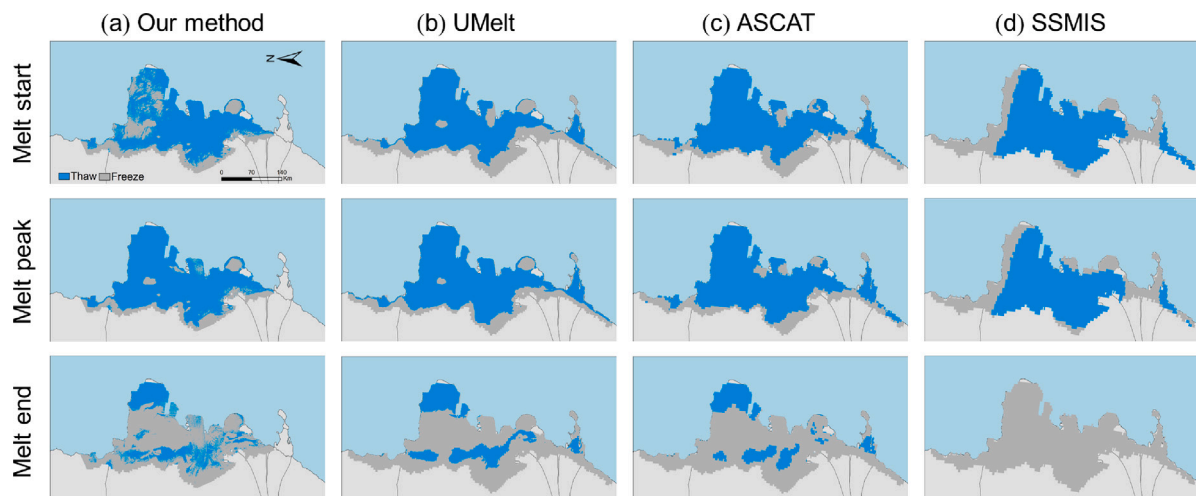 (a) Our method (b) UMelt (c) ASCAT (d) SSMIS
Melt start
N
Thaw Freeze
0 70 140
Km
Melt peak
Melt end